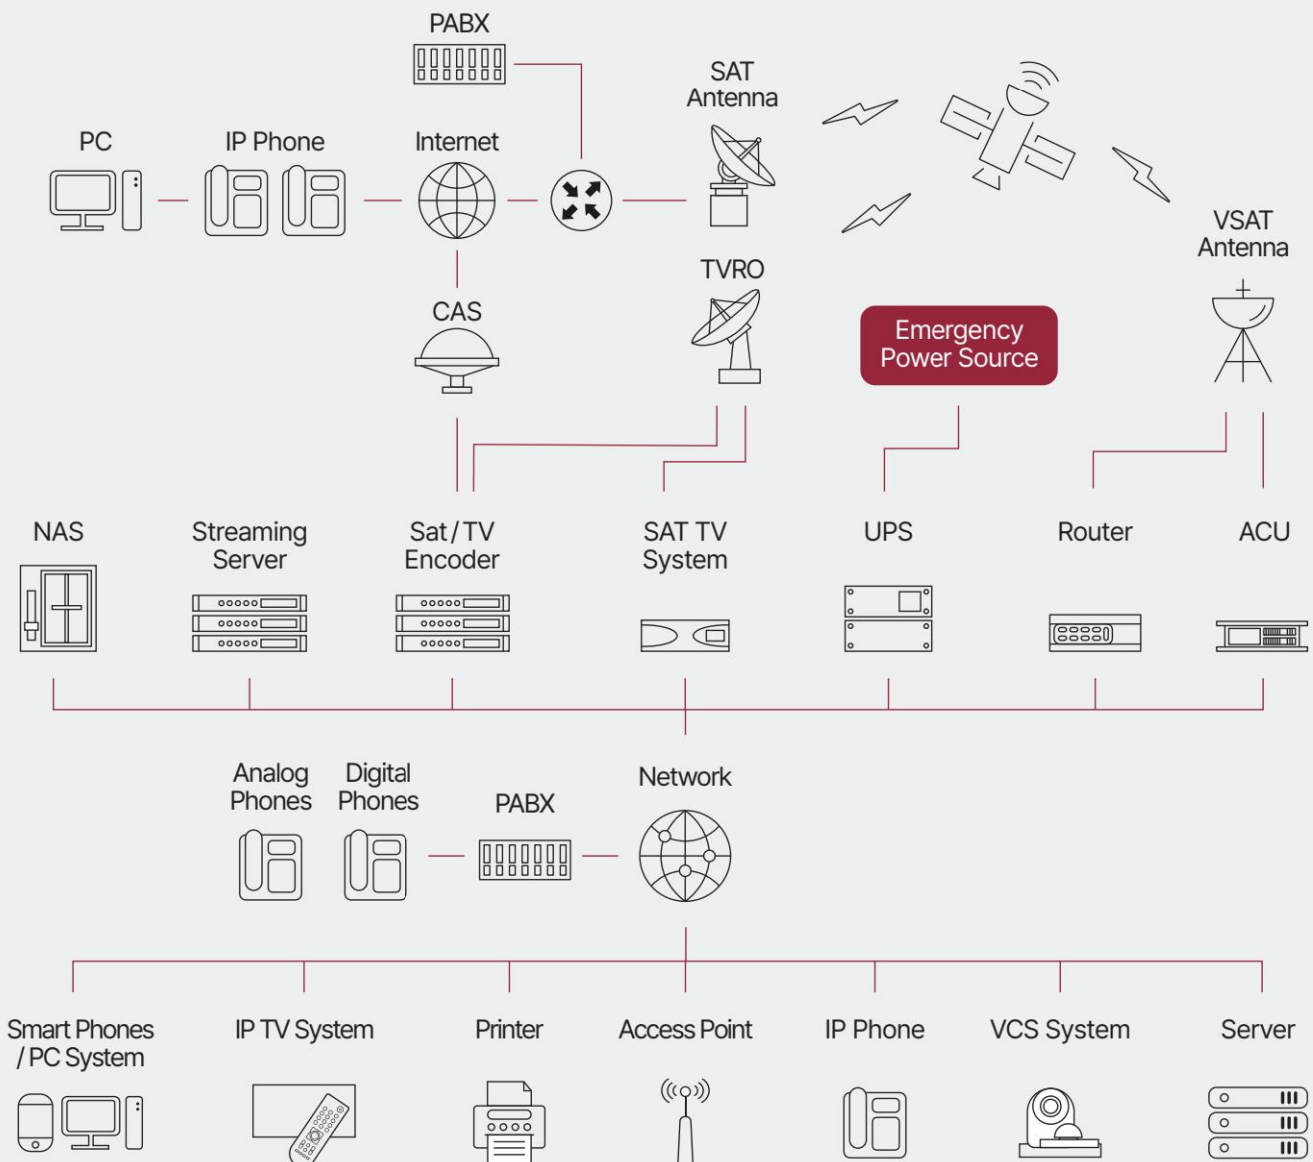 PABX
SAT
Antenna
PC
IP Phone
Internet
VSAT
Antenna
TVRO
CAS
Emergency
Power Source
NAS
Streaming
Server
Sat / TV
Encoder
SAT TV
System
UPS
Router
ACU
Analog
Phones
Digital
Phones
PABX
Network
Smart Phones
/ PC System
IP TV System
Printer
Access Point
IP Phone
VCS System
Server